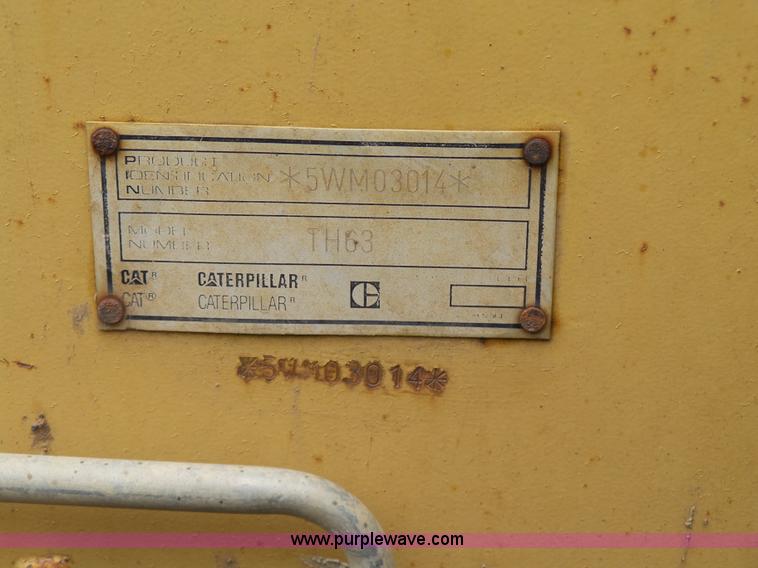 PRODUCT
IDENTIFICATION *5WM03014*
NUMBER
MODEL
NUMBER TH63
CAT® CATERPILLAR®
CAT® CATERPILLAR®
*5WM03014*
www.purplewave.com